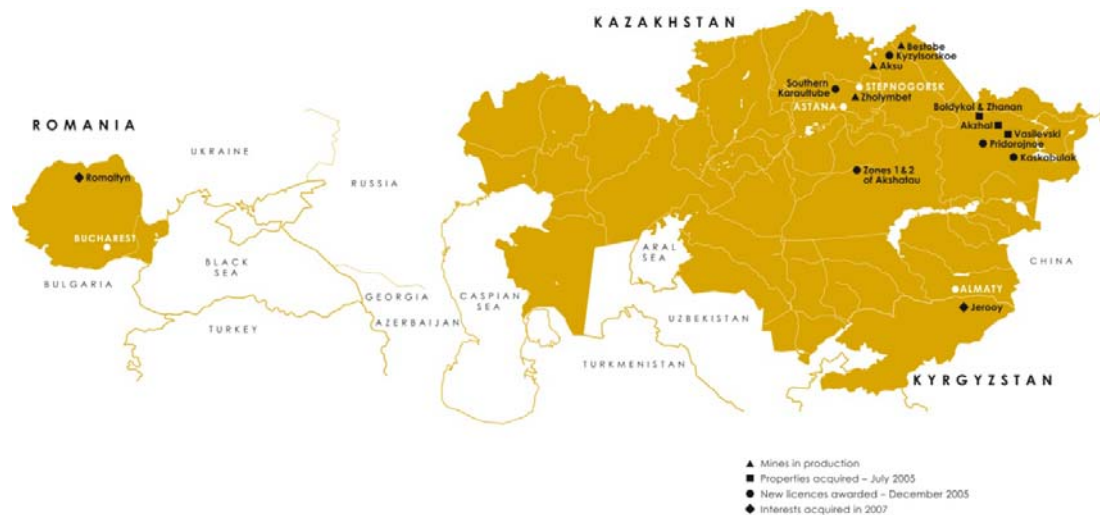 KAZAKHSTAN
Bestobe
Kyzylsorskoe
Aksu
Southern
Karaultube
STEPNOGORSK
Zholymbet
ASTANA
Boldykol & Zhanan
Akzhal
Vasilevski
Pridorojnoe
Kaskabulak
Zones 1 & 2
of Akshatau
ROMANIA
UKRAINE
Romaltyn
RUSSIA
BUCHAREST
BLACK
SEA
BULGARIA
GEORGIA
AZERBAIJAN
TURKEY
CASPIAN
SEA
ARAL
SEA
UZBEKISTAN
TURKMENISTAN
CHINA
ALMATY
Jerooy
KYRGYZSTAN
Mines in production
Properties acquired – July 2005
New licences awarded – December 2005
Interests acquired in 2007